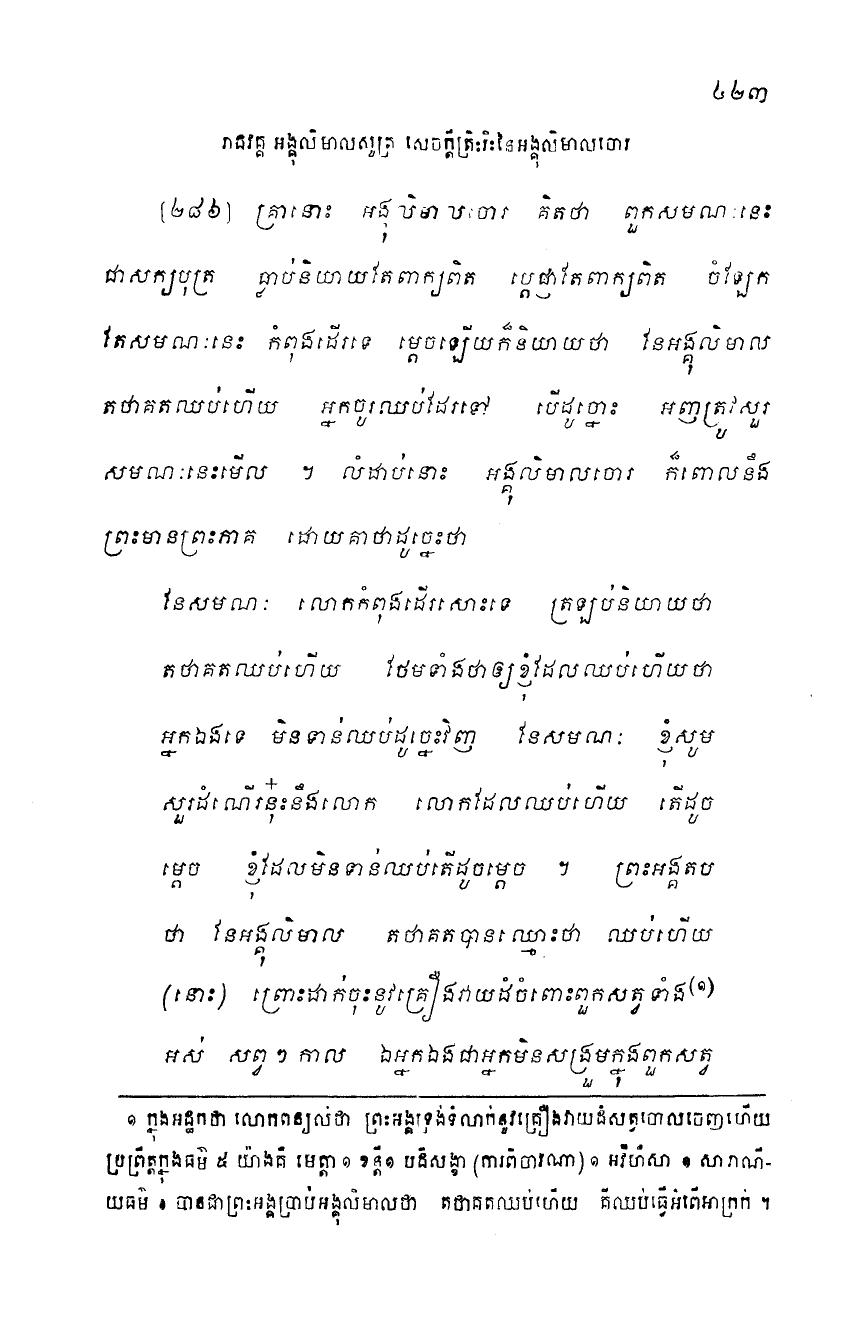 ៤២៣
រាជវគ្គ អង្គុលិមាលសូត្រ សេចក្តីត្រិះរិះនៃអង្គុលិមាលចោរ
[២៨៦] គ្រានោះ អង្គុលិមាលចោរ គិតថា ពួកសមណៈនេះ
ជាសក្យបុត្រ ធ្លាប់និយាយតែពាក្យពិត ប្តេជ្ញាតែពាក្យពិត ចំឡែក
តែសមណៈនេះ កំពុងដើរទេ ម្តេចឡើយក៏និយាយថា នែអង្គុលិមាល
តថាគតឈប់ហើយ អ្នកចូរឈប់ដែរទៅ បើដូច្នោះ អញត្រូវសួរ
សមណៈនេះមើល ។ លំដាប់នោះ អង្គុលិមាលចោរ ក៏ពោលនឹង
ព្រះមានព្រះភាគ ដោយគាថាដូច្នេះថា
នែសមណៈ លោកកំពុងដើរសោះទេ ត្រឡប់និយាយថា
តថាគតឈប់ហើយ ថែមទាំងថាឲ្យខ្ញុំដែលឈប់ហើយថា
អ្នកឯងទេ មិនទាន់ឈប់ដូច្នេះវិញ នែសមណៈ ខ្ញុំសូម
សួរដំណើរនុ៎ះនឹងលោក លោកដែលឈប់ហើយ តើដូច
ម្តេច ខ្ញុំដែលមិនទាន់ឈប់តើដូចម្តេច ។ ព្រះអង្គតប
ថា នែអង្គុលិមាល តថាគតបានឈ្មោះថា ឈប់ហើយ
(នោះ) ព្រោះដាក់ចុះនូវគ្រឿងវាយដំចំពោះពួកសត្វទាំង(១)
អស់ សព្វៗកាល ឯអ្នកឯងជាអ្នកមិនសង្រួមក្នុងពួកសត្វ
១ ក្នុងអដ្ឋកថា លោកពន្យល់ថា ព្រះអង្គទ្រង់ទំលាក់នូវគ្រឿងវាយដំសត្វចោលចេញហើយ
ប្រព្រឹត្តក្នុងធម៌ ៥ យ៉ាងគឺ មេត្តា ១ ខន្តី១ បដិសង្ខា (ការពិចារណា) ១ អវិហឹសា ១ សារាណី-
យធម៌ ១ បានជាព្រះអង្គប្រាប់អង្គុលិមាលថា តថាគតឈប់ហើយ គឺឈប់ធ្វើអំពើអាក្រក់ ។